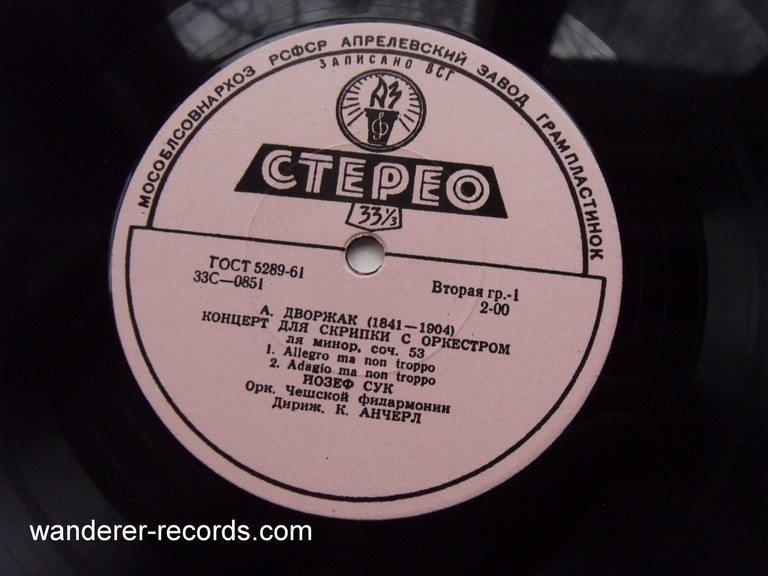 МОСОБЛСОВНАРХОЗ РСФСР АПРЕЛЕВСКИЙ ЗАВОД ГРАМПЛАСТИНОК
ЗАПИСАНО ВСГ
АЗ
СТЕРЕО
33⅓
ГОСТ 5289-61
33С—0851
Вторая гр.-1
2-00
А. ДВОРЖАК (1841—1904)
КОНЦЕРТ ДЛЯ СКРИПКИ С ОРКЕСТРОМ
ля минор, соч. 53
1. Allegro ma non troppo
2. Adagio ma non troppo
ЙОЗЕФ СУК
Орк. Чешской филармонии
Дириж. К. АНЧЕРЛ
wanderer-records.com